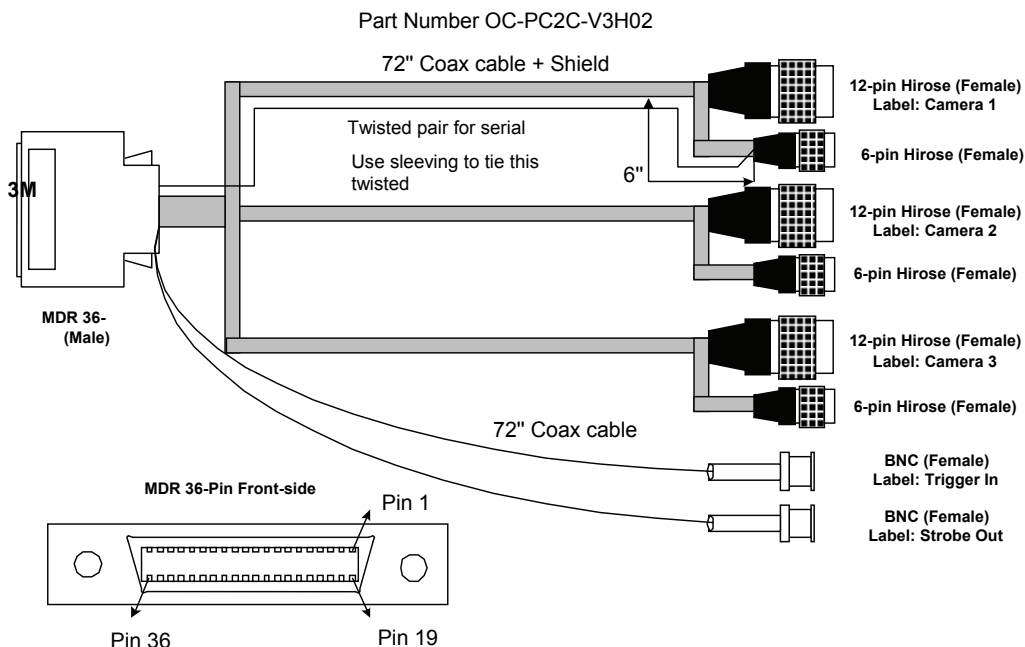 Part Number OC-PC2C-V3H02
72" Coax cable + Shield
12-pin Hirose (Female)
Label: Camera 1
Twisted pair for serial
6-pin Hirose (Female)
Use sleeving to tie this
twisted
6"
3M
12-pin Hirose (Female)
Label: Camera 2
6-pin Hirose (Female)
MDR 36-
(Male)
12-pin Hirose (Female)
Label: Camera 3
6-pin Hirose (Female)
72" Coax cable
BNC (Female)
Label: Trigger In
MDR 36-Pin Front-side
Pin 1
BNC (Female)
Label: Strobe Out
Pin 36
Pin 19